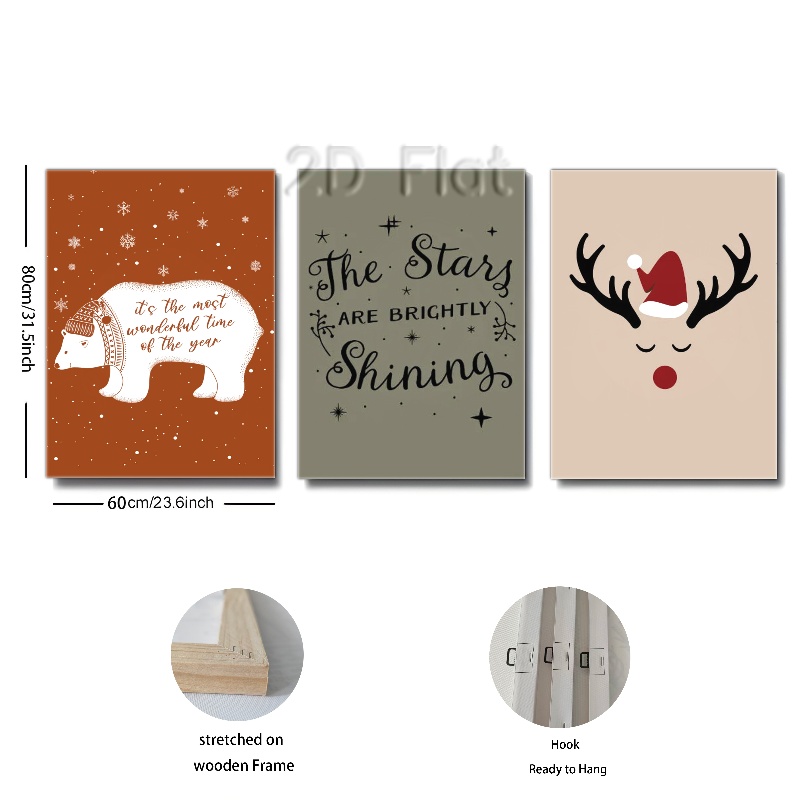 2D Flat
80cm/31.5inch
it's the most
wonderful time
of the year
The Stars
ARE BRIGHTLY
Shining
60cm/23.6inch
stretched on
wooden Frame
Hook
Ready to Hang